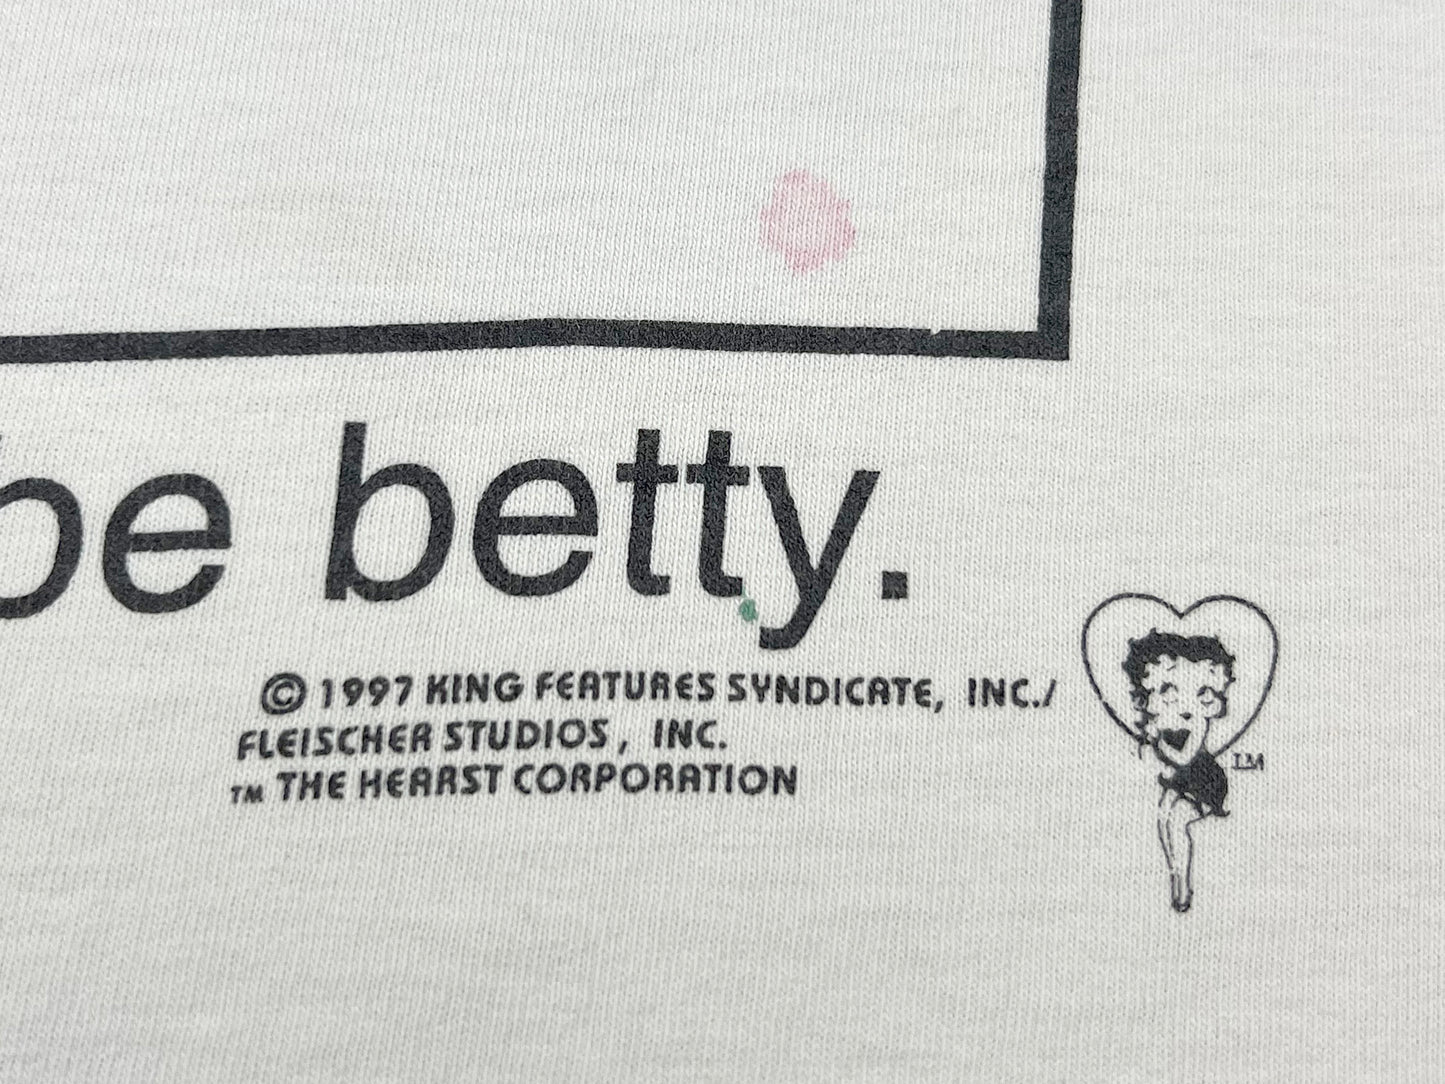 be betty.
© 1997 KING FEATURES SYNDICATE, INC./
FLEISCHER STUDIOS, INC.
TM THE HEARST CORPORATION
TM